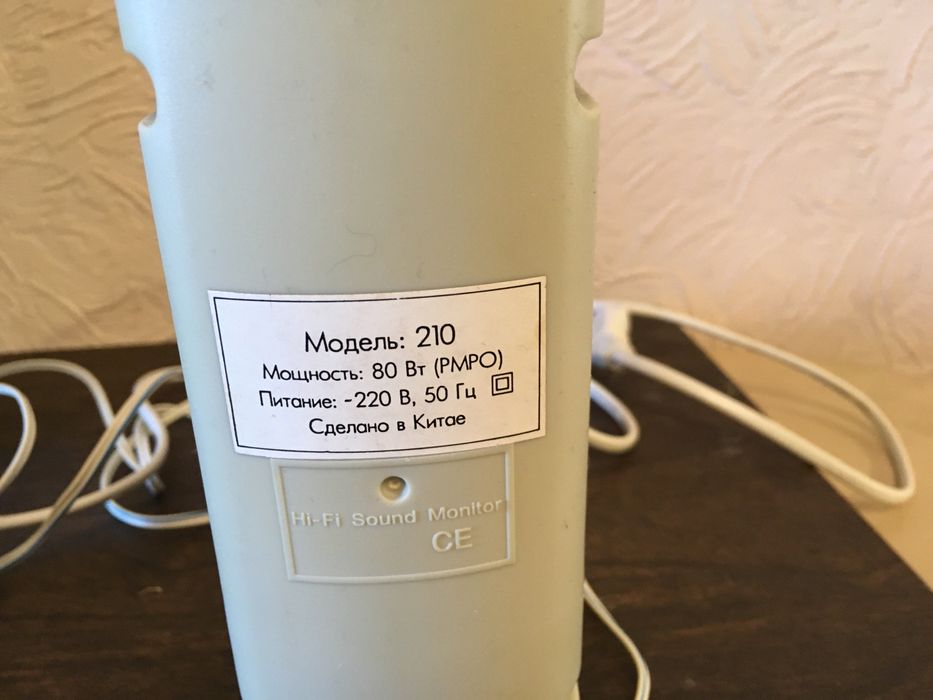 Модель: 210
Мощность: 80 Вт (PMPO)
Питание: ~220 В, 50 Гц
Сделано в Китае
Hi-Fi Sound Monitor
CE